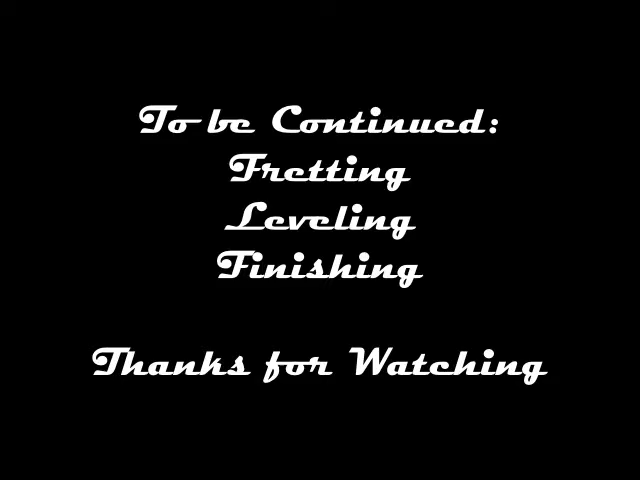 To be Continued:
Fretting
Leveling
Finishing
Thanks for Watching